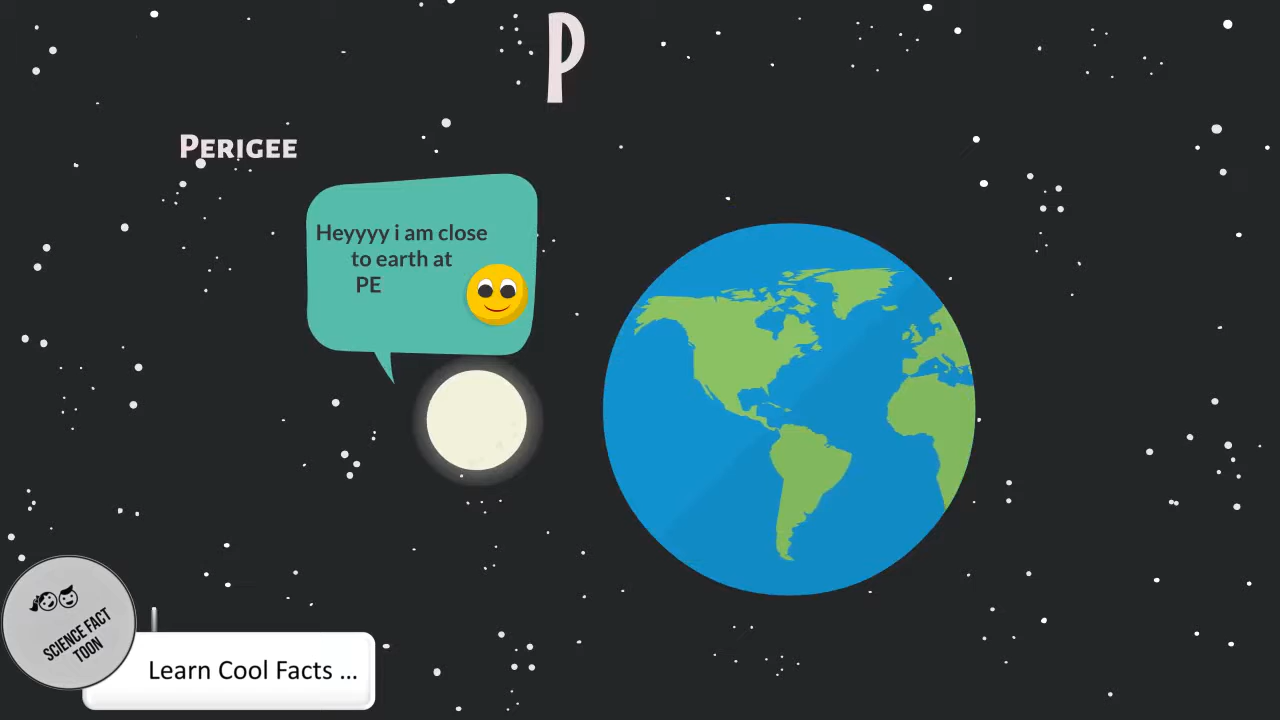 P
Perigee
Heyyyy i am close
to earth at
PE
SCIENCE FACT
TOON
Learn Cool Facts ...